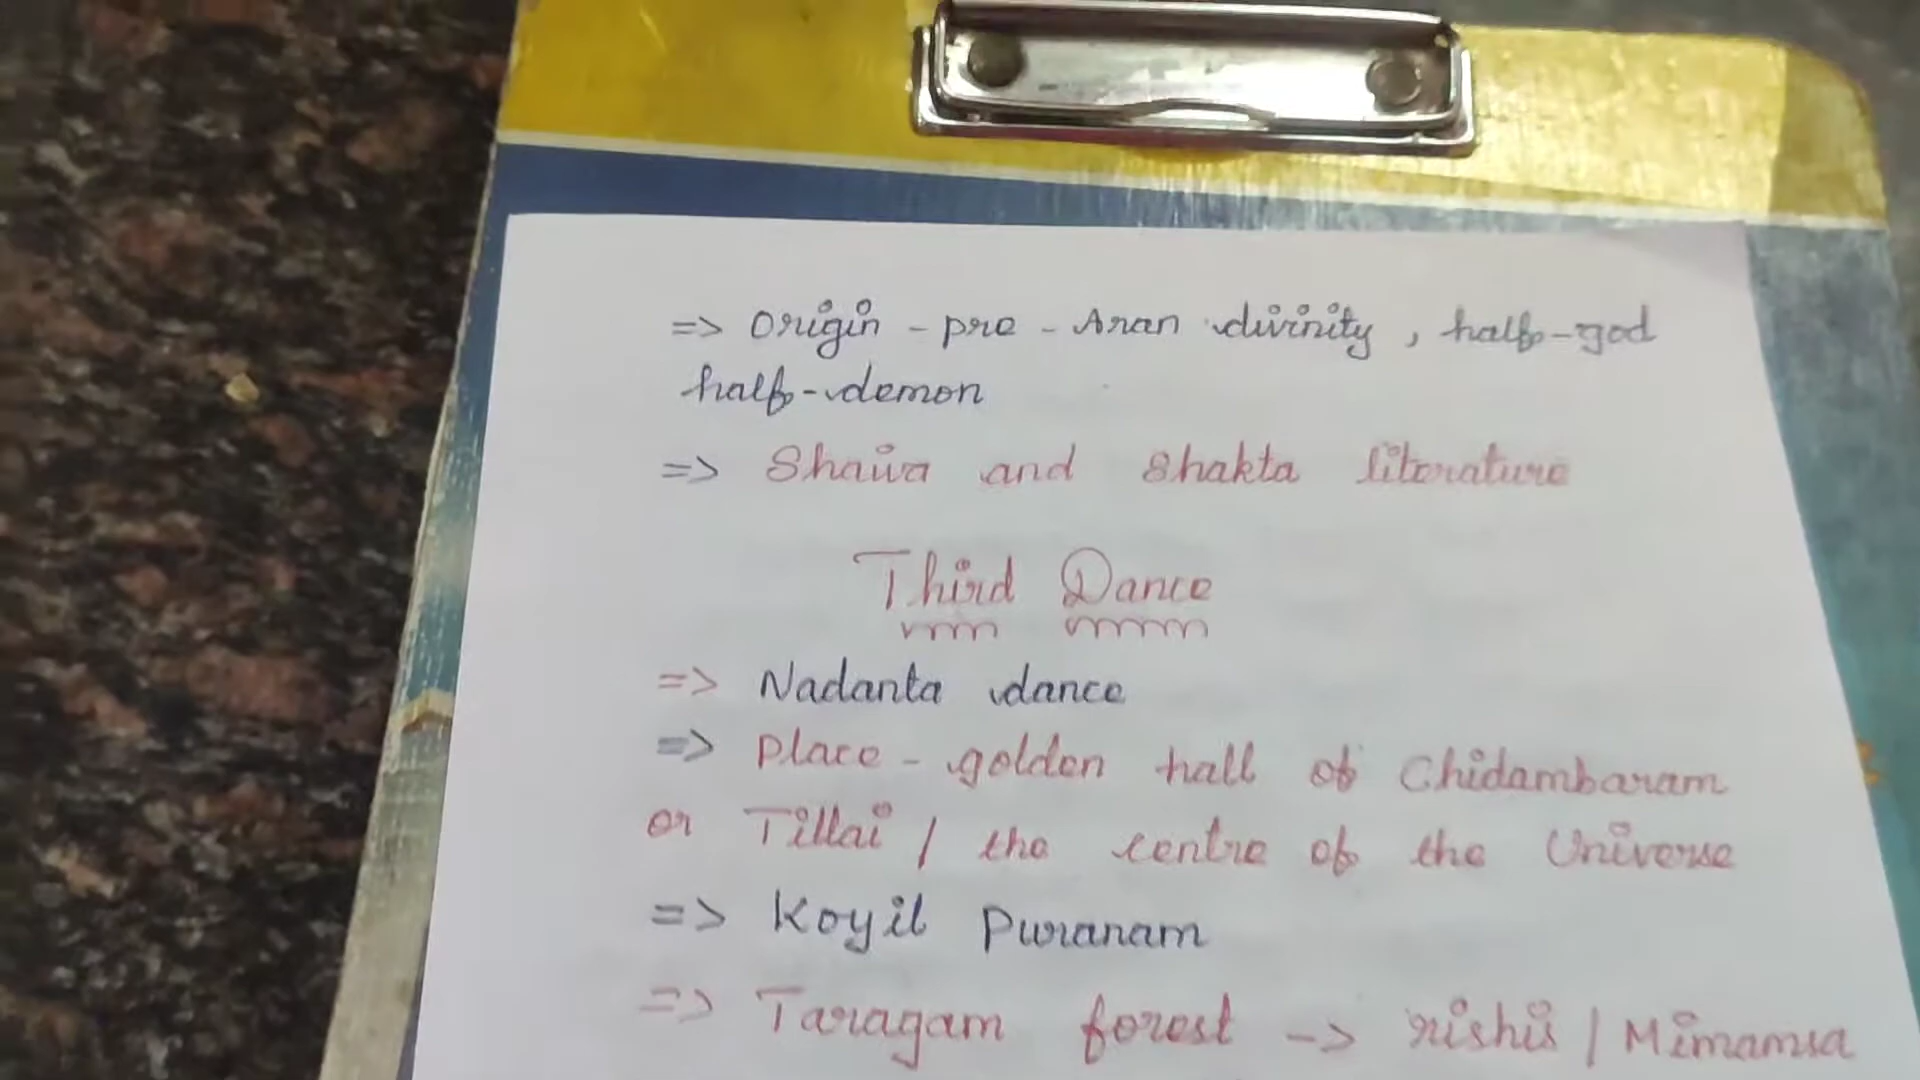 => Origin - pre - Aran divinity, half-god
half-demon
=> Shaiva and Shakta literature
Third Dance
=> Nadanta dance
=> Place - golden hall of Chidambaram
or Tillai / the centre of the Universe
=> Koyil Puranam
=> Taragam forest -> rishis / Mimamsa